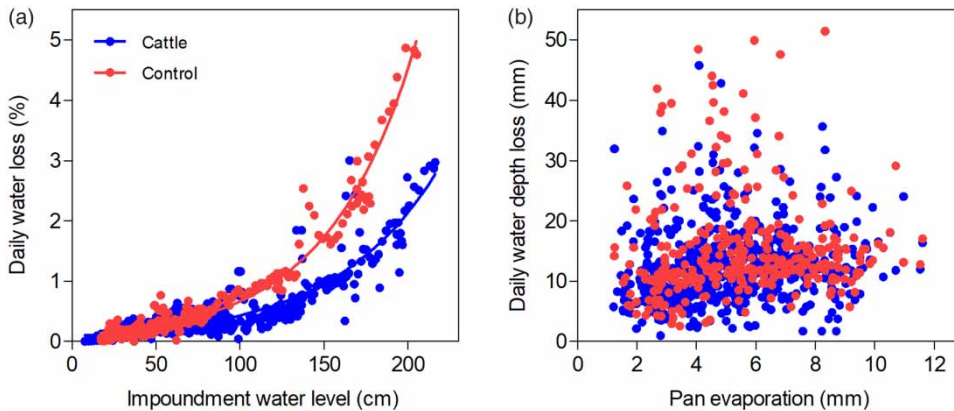 (a)
Daily water loss (%)
5
4
3
2
1
0
Cattle
Control
0 50 100 150 200
Impoundment water level (cm)
(b)
Daily water depth loss (mm)
50
40
30
20
10
0
0 2 4 6 8 10 12
Pan evaporation (mm)